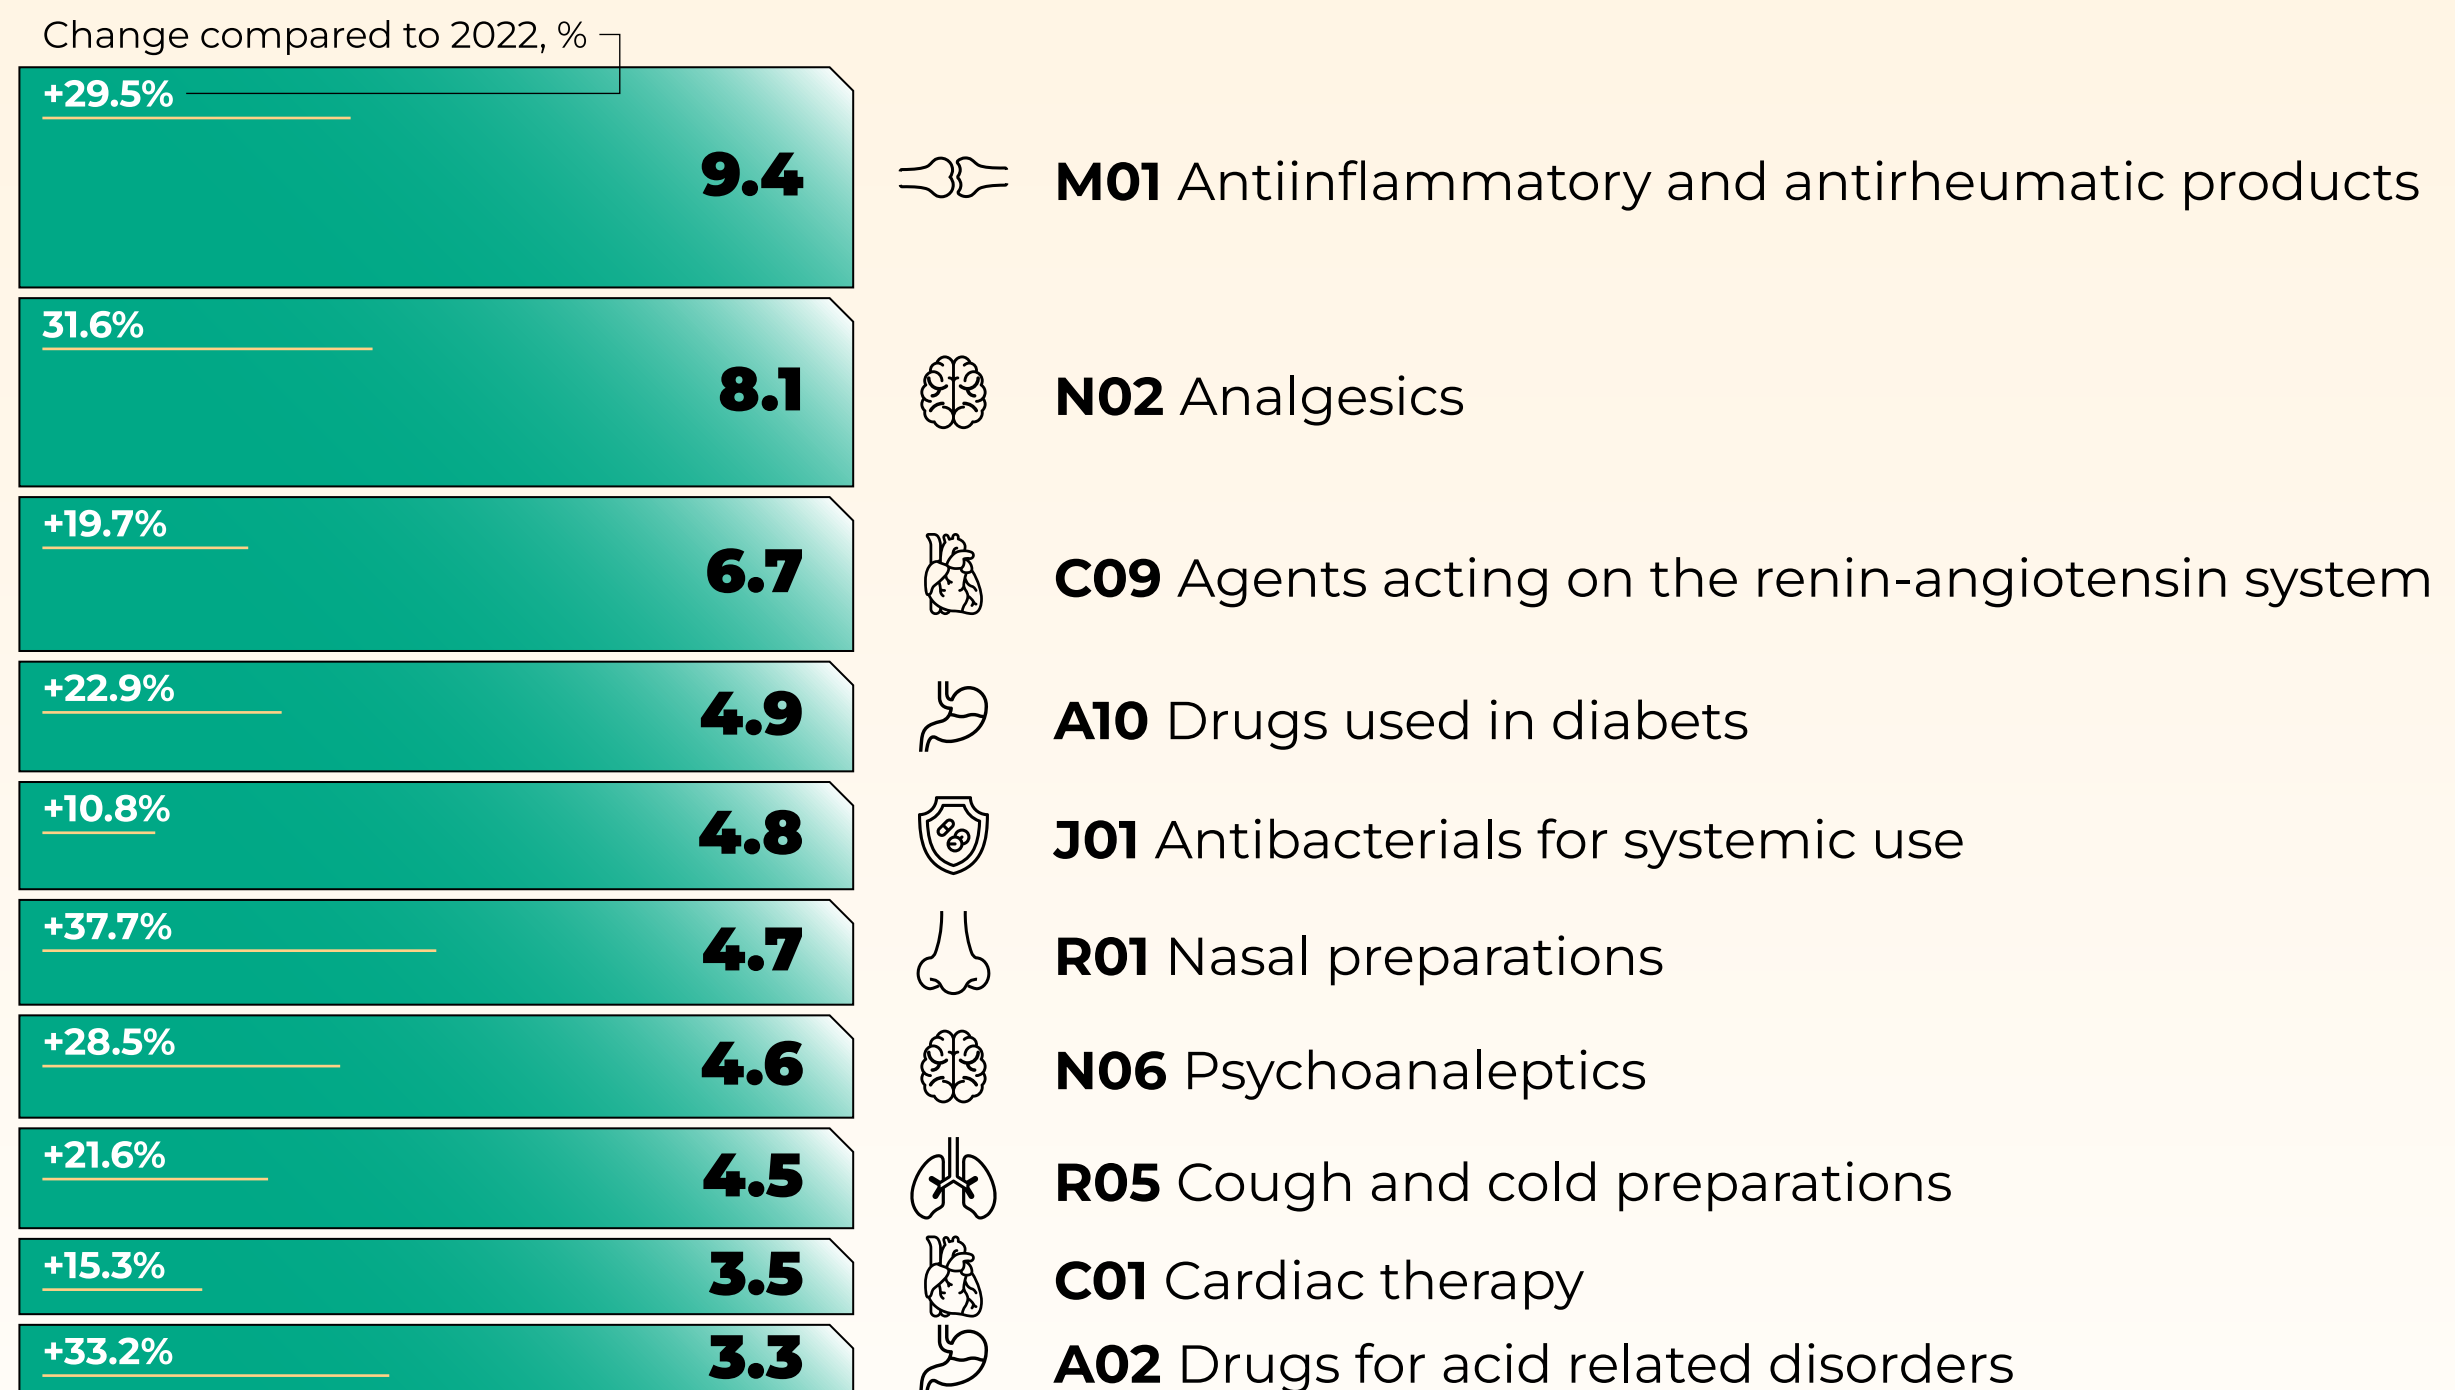 Change compared to 2022, %
+29.5%
9.4
M01 Antiinflammatory and antirheumatic products
31.6%
8.1
N02 Analgesics
+19.7%
6.7
C09 Agents acting on the renin-angiotensin system
+22.9%
4.9
A10 Drugs used in diabets
+10.8%
4.8
J01 Antibacterials for systemic use
+37.7%
4.7
R01 Nasal preparations
+28.5%
4.6
N06 Psychoanaleptics
+21.6%
4.5
R05 Cough and cold preparations
+15.3%
3.5
C01 Cardiac therapy
+33.2%
3.3
A02 Drugs for acid related disorders